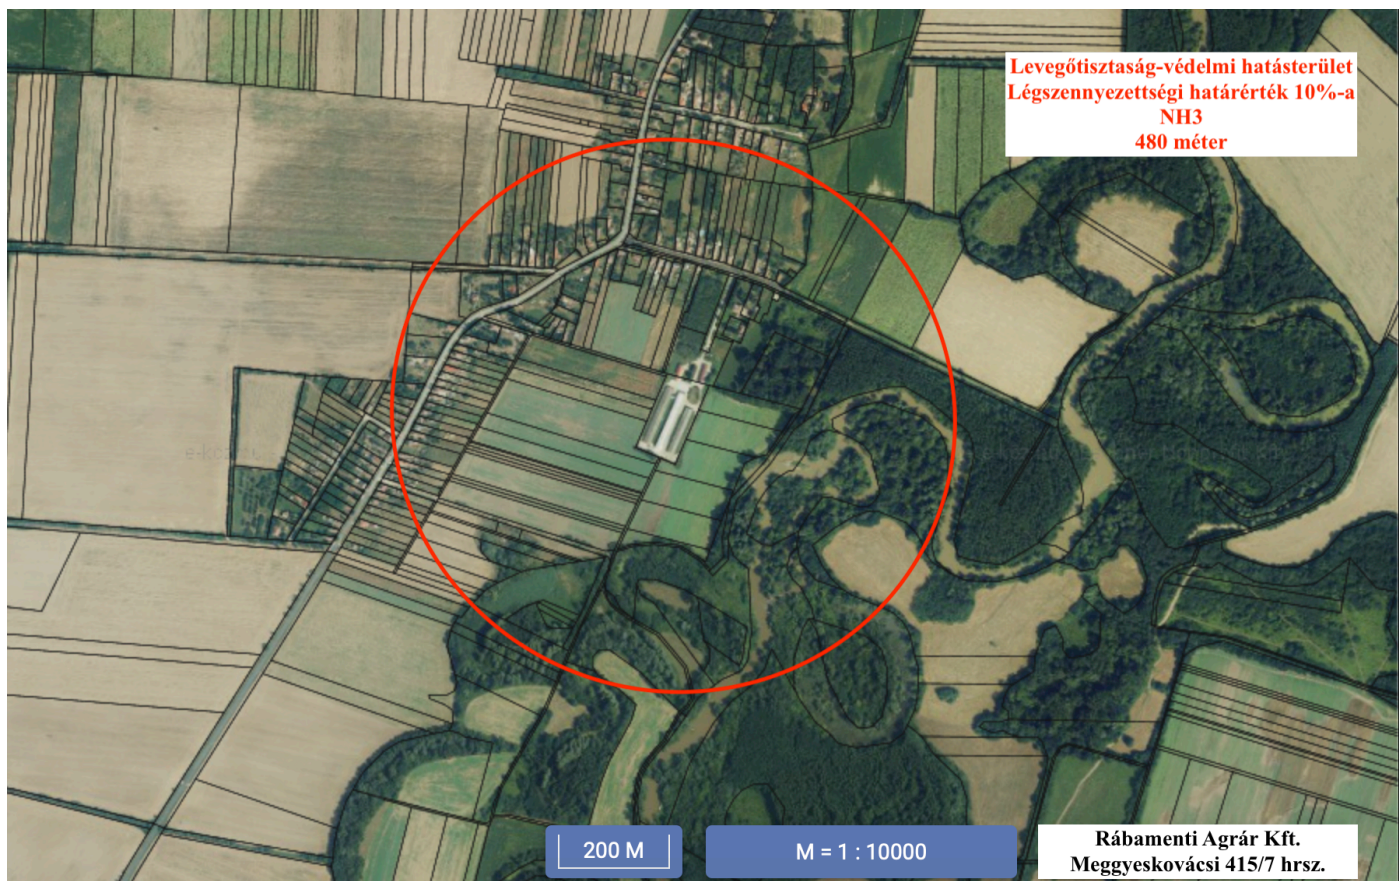 Levegőtisztaság-védelmi hatásterület
Légszennyezettségi határérték 10%-a
NH3
480 méter
200 M
M = 1 : 10000
Rábamenti Agrár Kft.
Meggyeskovácsi 415/7 hrsz.